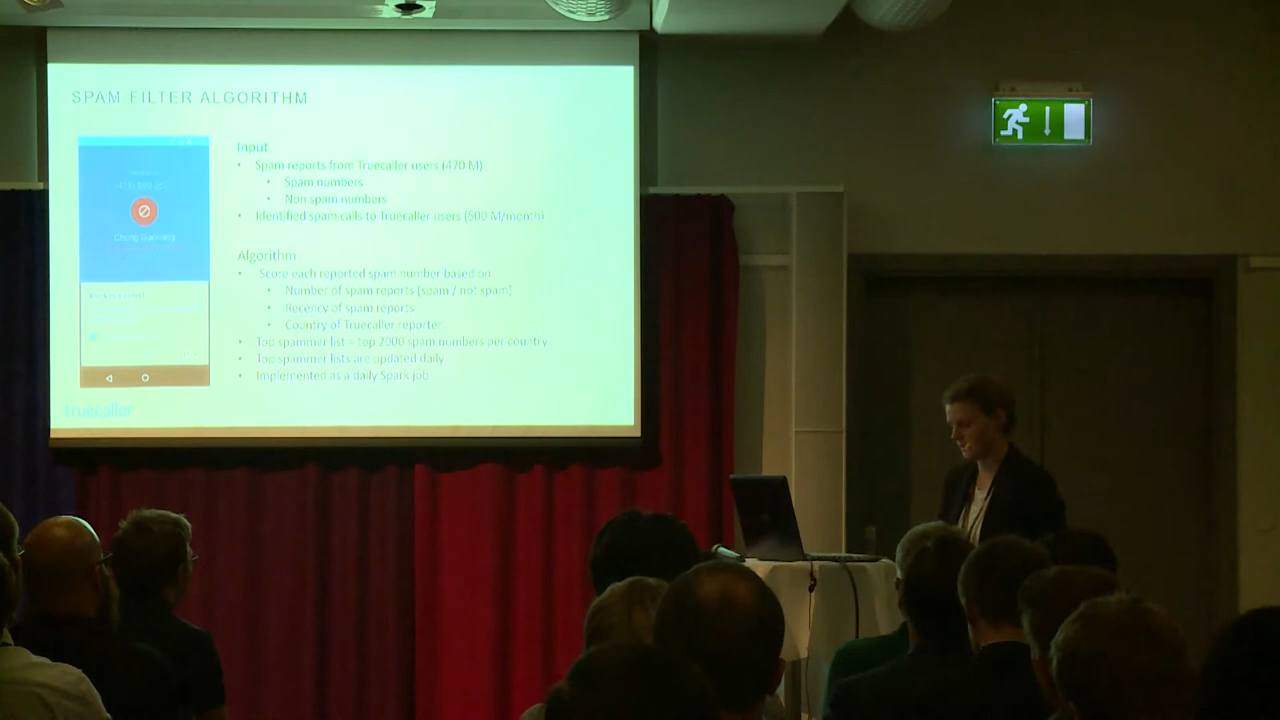 SPAM FILTER ALGORITHM
Input
• Spam reports from Truecaller users (420 M)
• Spam numbers
• Non spam numbers
• Identified spam calls to Truecaller users (500 M/month)
Algorithm
• Score each reported spam number based on
• Number of spam reports (spam / not spam)
• Recency of spam reports
• Country of Truecaller reporter
• Top spammer list = top 2000 spam numbers per country
• Top spammer lists are updated daily
• Implemented as a daily Spark job
truecaller